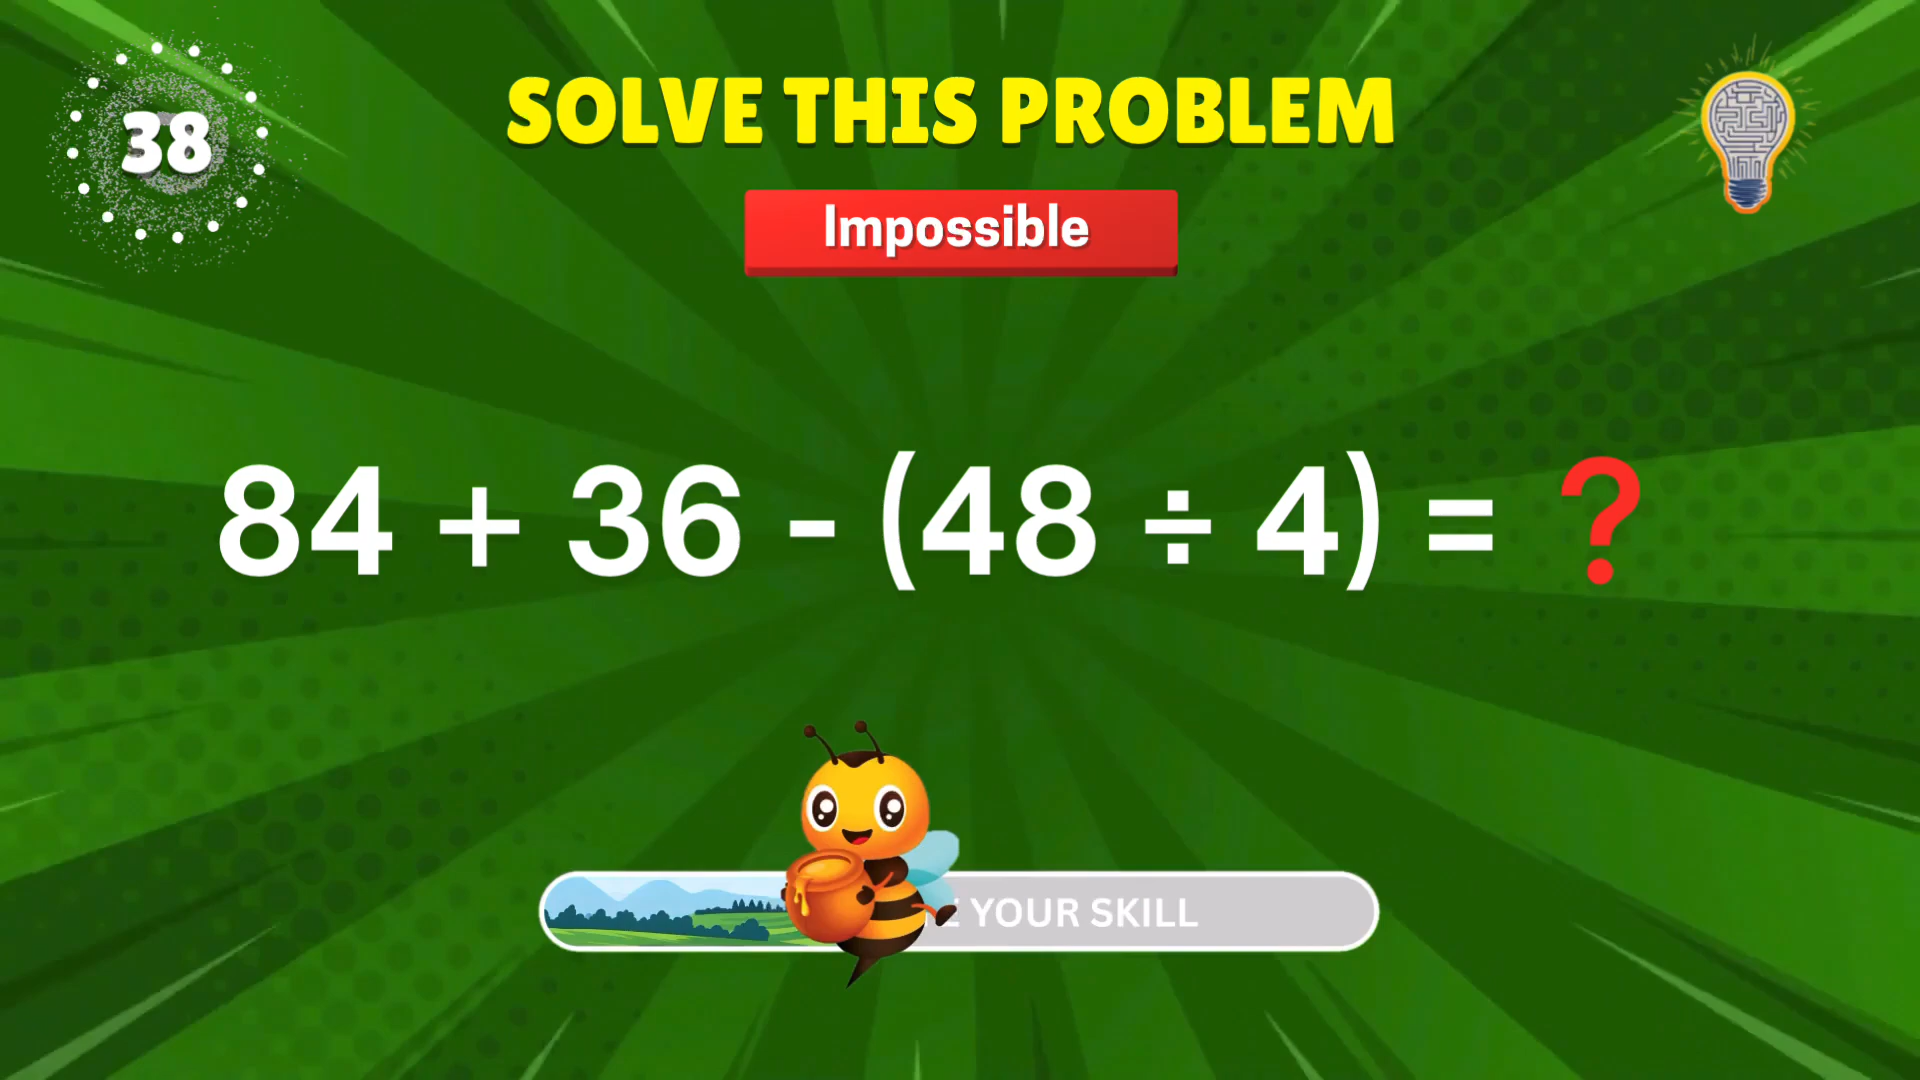 38
SOLVE THIS PROBLEM
Impossible
84 + 36 - (48 ÷ 4) = ?
YOUR SKILL